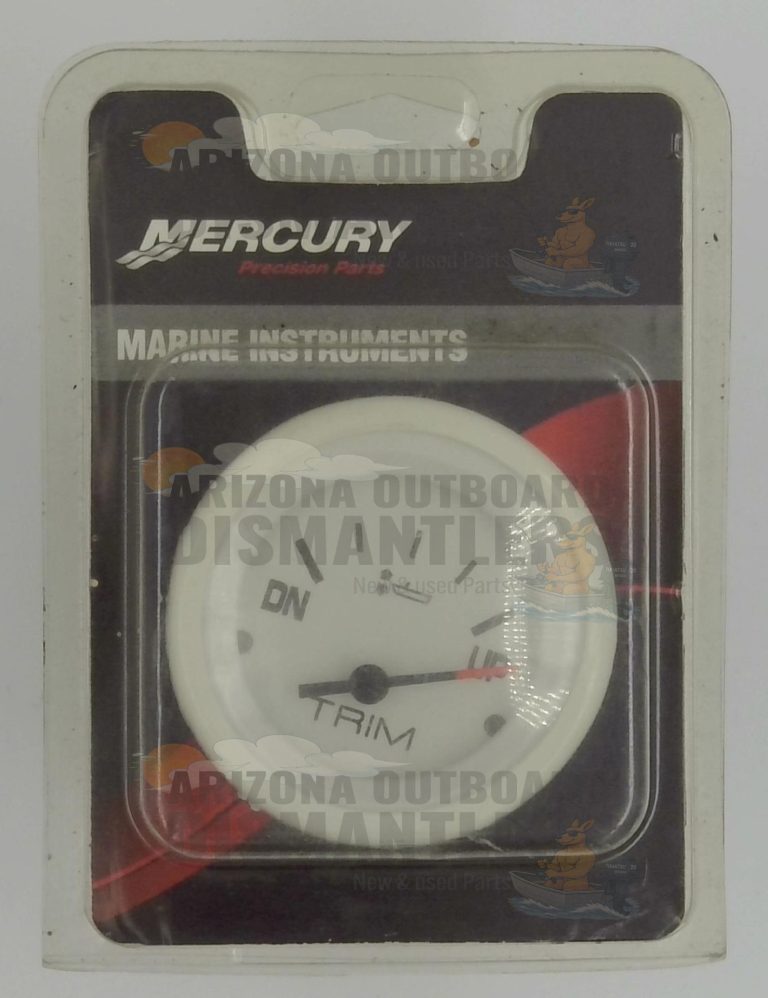 ARIZONA OUTBO
MERCURY
Precision Parts
New & used Parts
MARINE INSTRUMENTS
ARIZONA OUTBOARD
DISMANTLERS
New & used Parts
DN
UP
TRIM
ARIZONA OUTBOARD
DISMANTLERS
New & used Parts